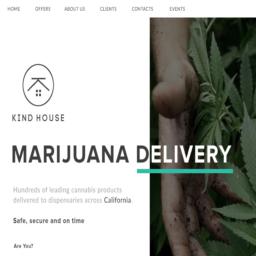 HOME OFFERS ABOUT US CLIENTS CONTACTS EVENTS
KIND HOUSE
MARIJUANA DELIVERY
Hundreds of leading cannabis products
delivered to dispensaries across California
Safe, secure and on time
Are You?